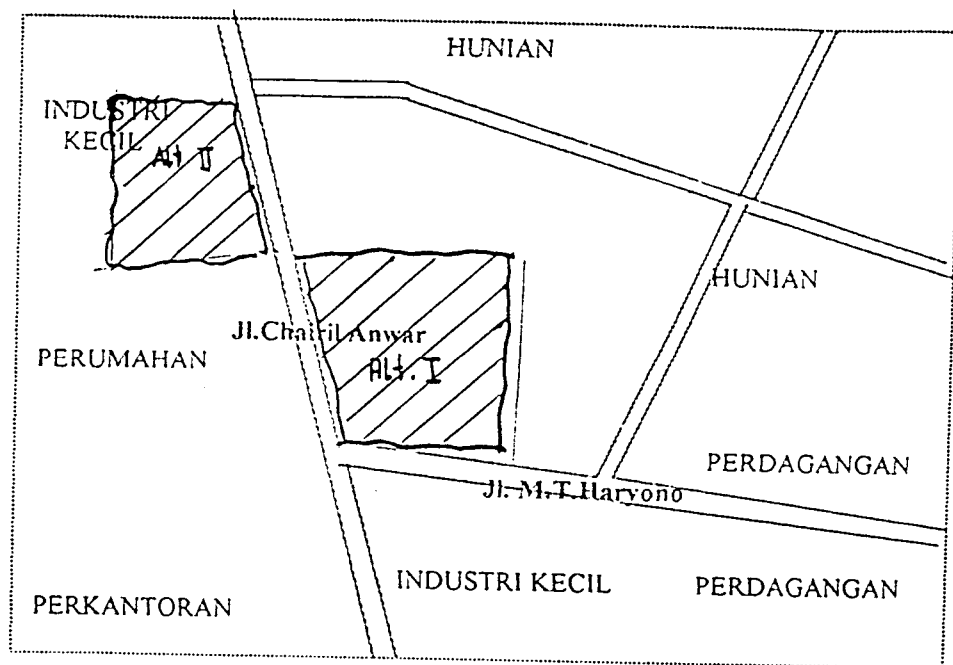 HUNIAN
INDUSTRI
KECIL
Alt II
HUNIAN
Jl.Chairil Anwar
PERUMAHAN
Alt. I
PERDAGANGAN
Jl. M.T.Haryono
INDUSTRI KECIL
PERDAGANGAN
PERKANTORAN